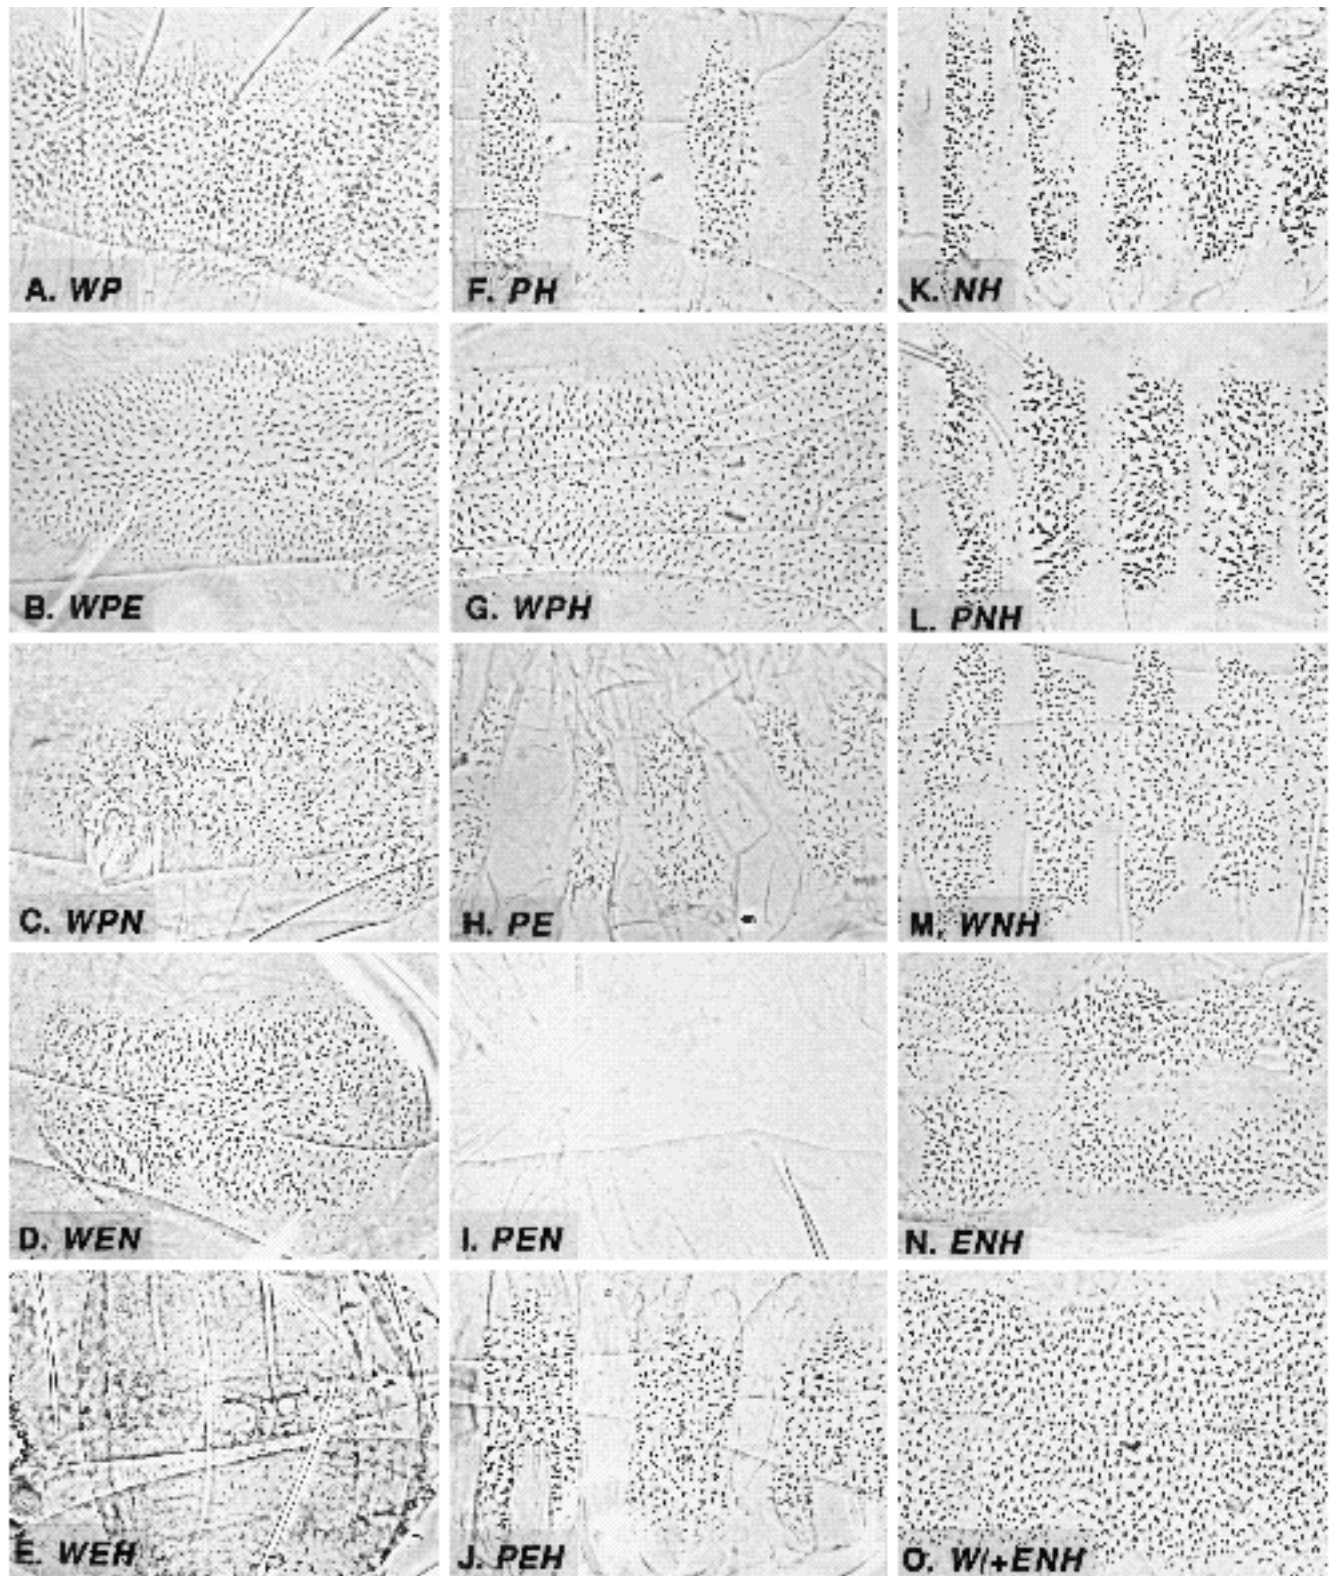 A. WP
F. PH
K. NH
B. WPE
G. WPH
L. PNH
C. WPN
H. PE
M. WNH
D. WEN
I. PEN
N. ENH
E. WEH
J. PEH
O. W/+ENH